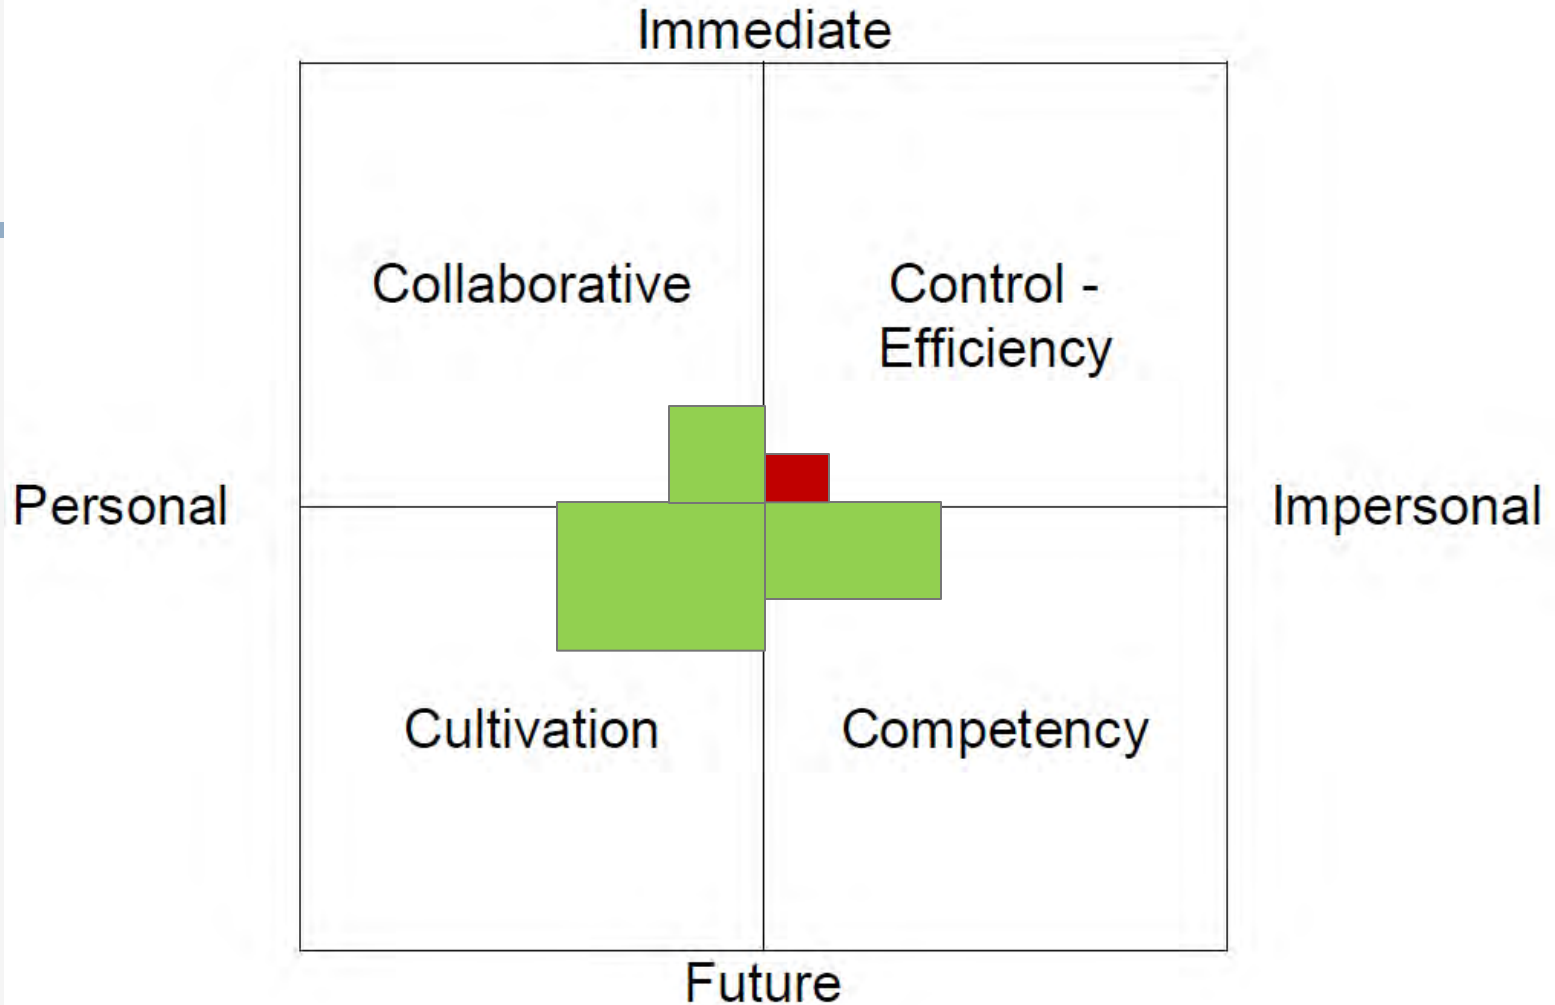 Immediate
Collaborative
Control -
Efficiency
Personal
Impersonal
Cultivation
Competency
Future